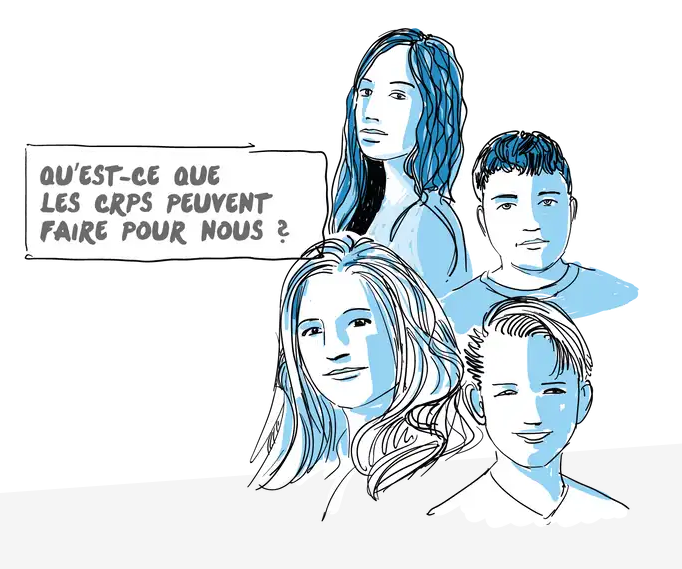 QU'EST-CE QUE
LES CRPS PEUVENT
FAIRE POUR NOUS ?